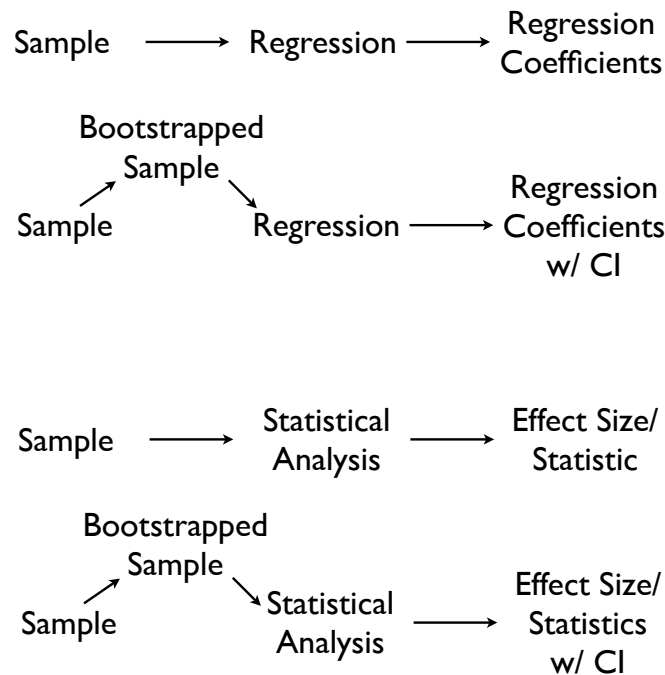 Sample
Regression
Regression
Coefficients
Bootstrapped
Sample
Sample
Regression
Regression
Coefficients
w/ CI
Sample
Statistical
Analysis
Effect Size/
Statistic
Bootstrapped
Sample
Sample
Statistical
Analysis
Effect Size/
Statistics
w/ CI